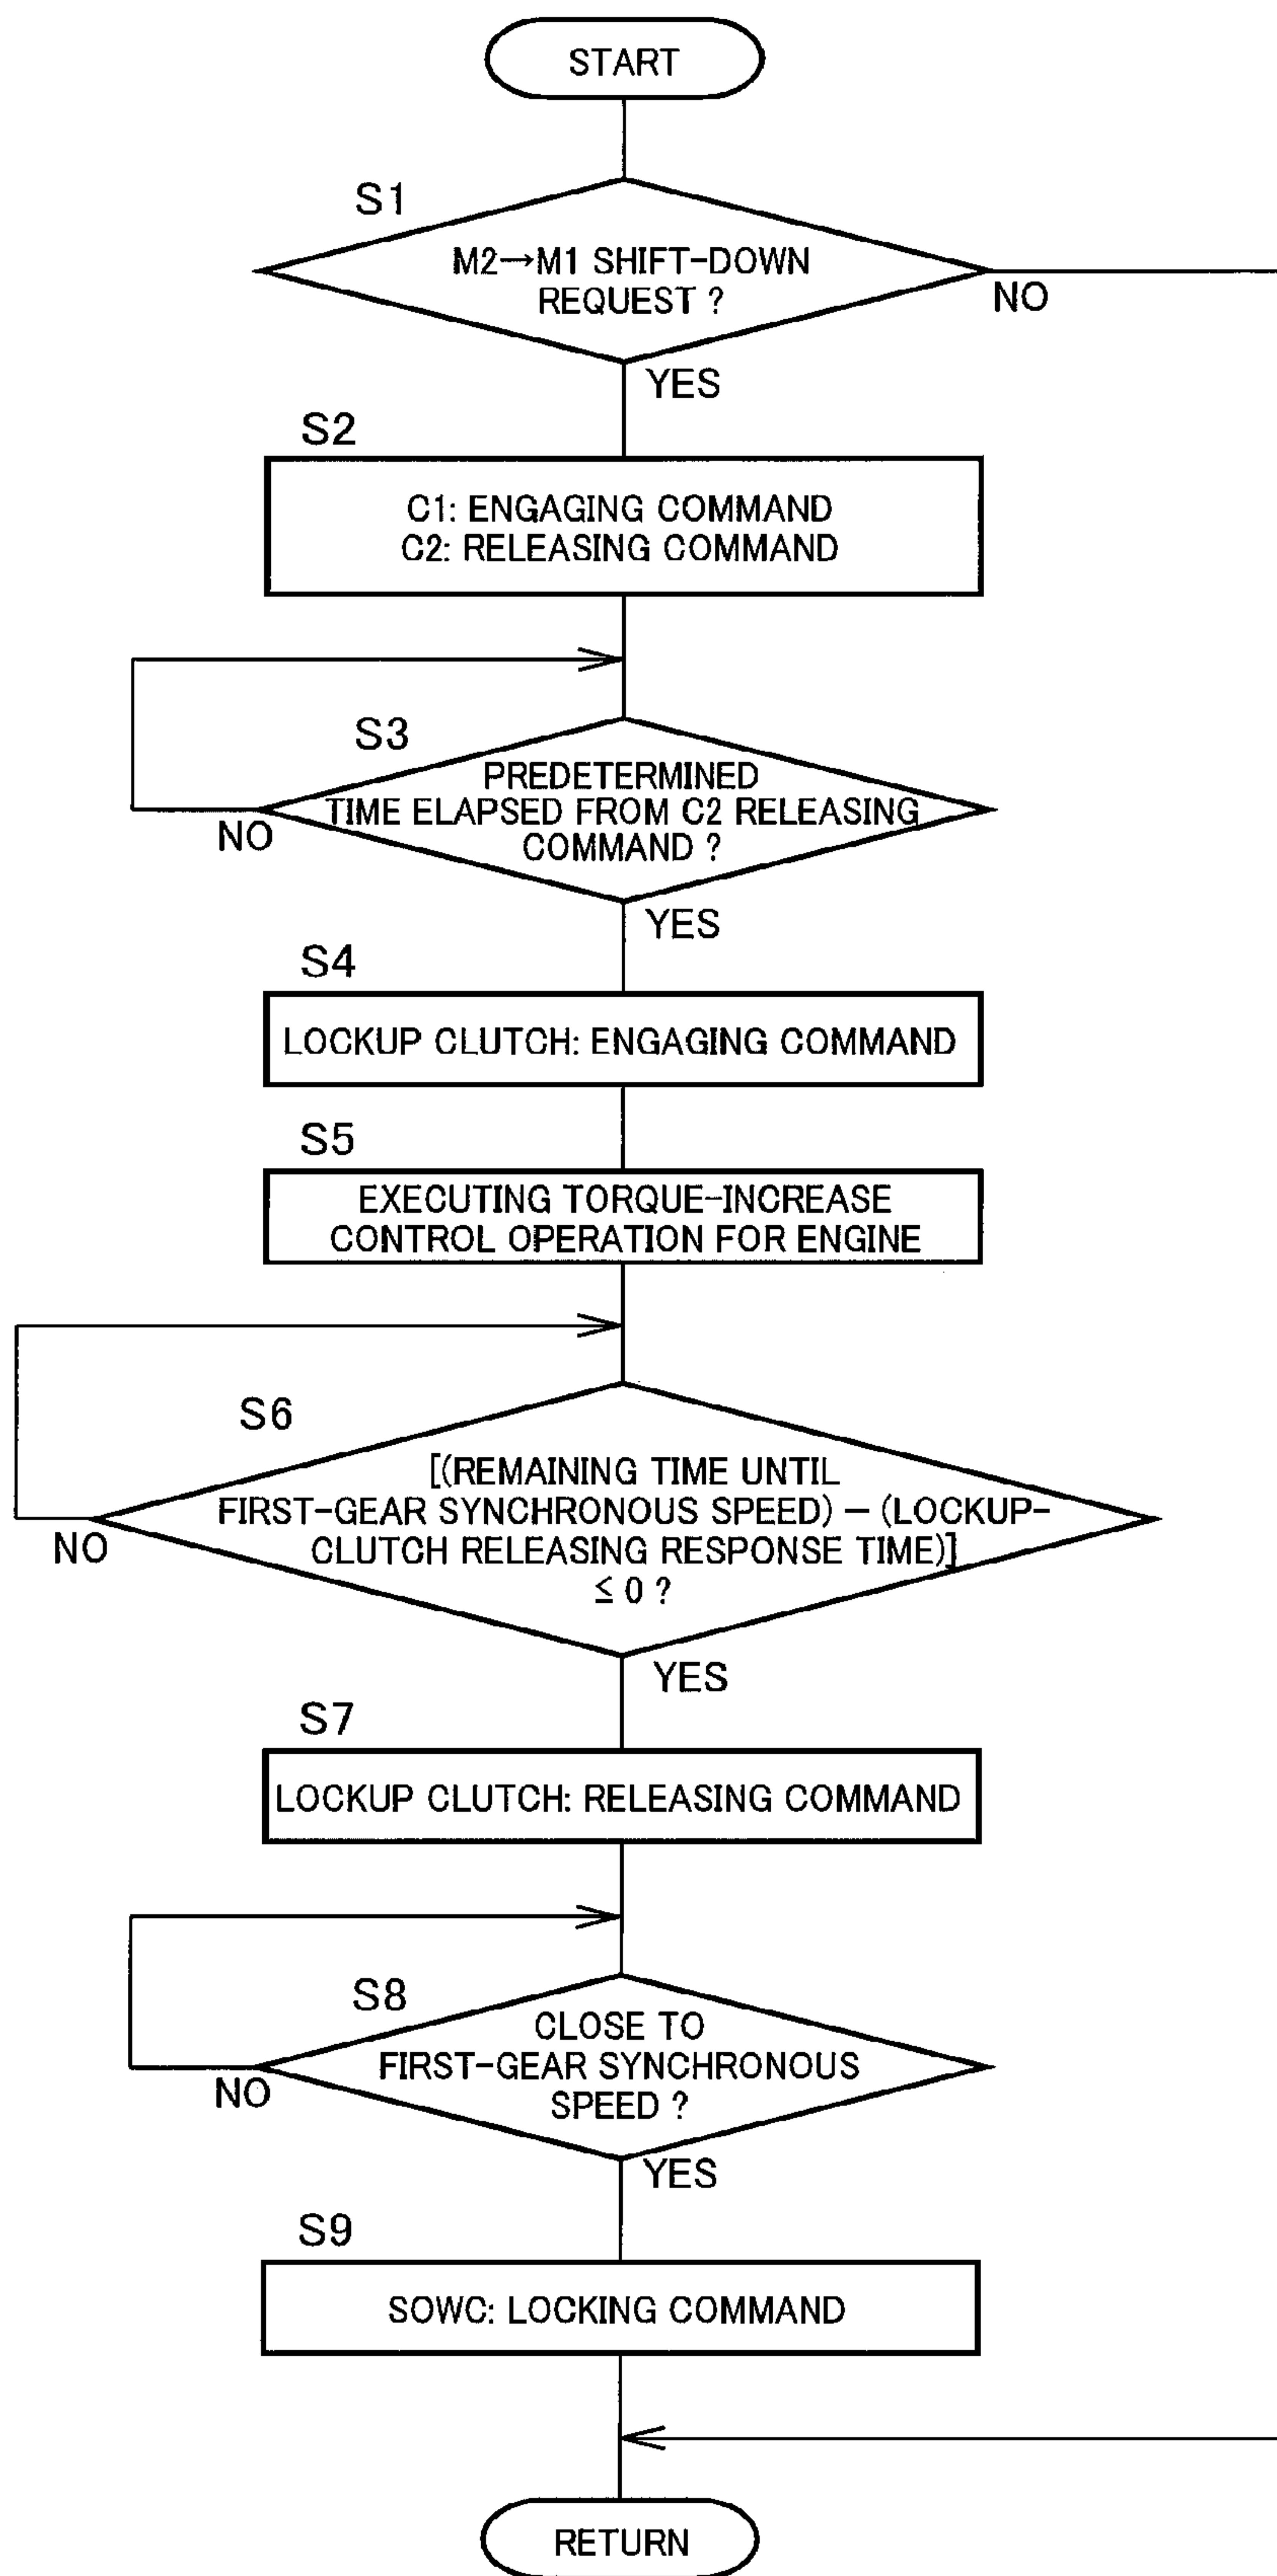 START
S1
M2→M1 SHIFT-DOWN
REQUEST ?
NO
YES
S2
C1: ENGAGING COMMAND
C2: RELEASING COMMAND
S3
PREDETERMINED
TIME ELAPSED FROM C2 RELEASING
COMMAND ?
NO
YES
S4
LOCKUP CLUTCH: ENGAGING COMMAND
S5
EXECUTING TORQUE-INCREASE
CONTROL OPERATION FOR ENGINE
S6
[(REMAINING TIME UNTIL
FIRST-GEAR SYNCHRONOUS SPEED) – (LOCKUP-
CLUTCH RELEASING RESPONSE TIME)]
≤ 0 ?
NO
YES
S7
LOCKUP CLUTCH: RELEASING COMMAND
S8
CLOSE TO
FIRST-GEAR SYNCHRONOUS
SPEED ?
NO
YES
S9
SOWC: LOCKING COMMAND
RETURN